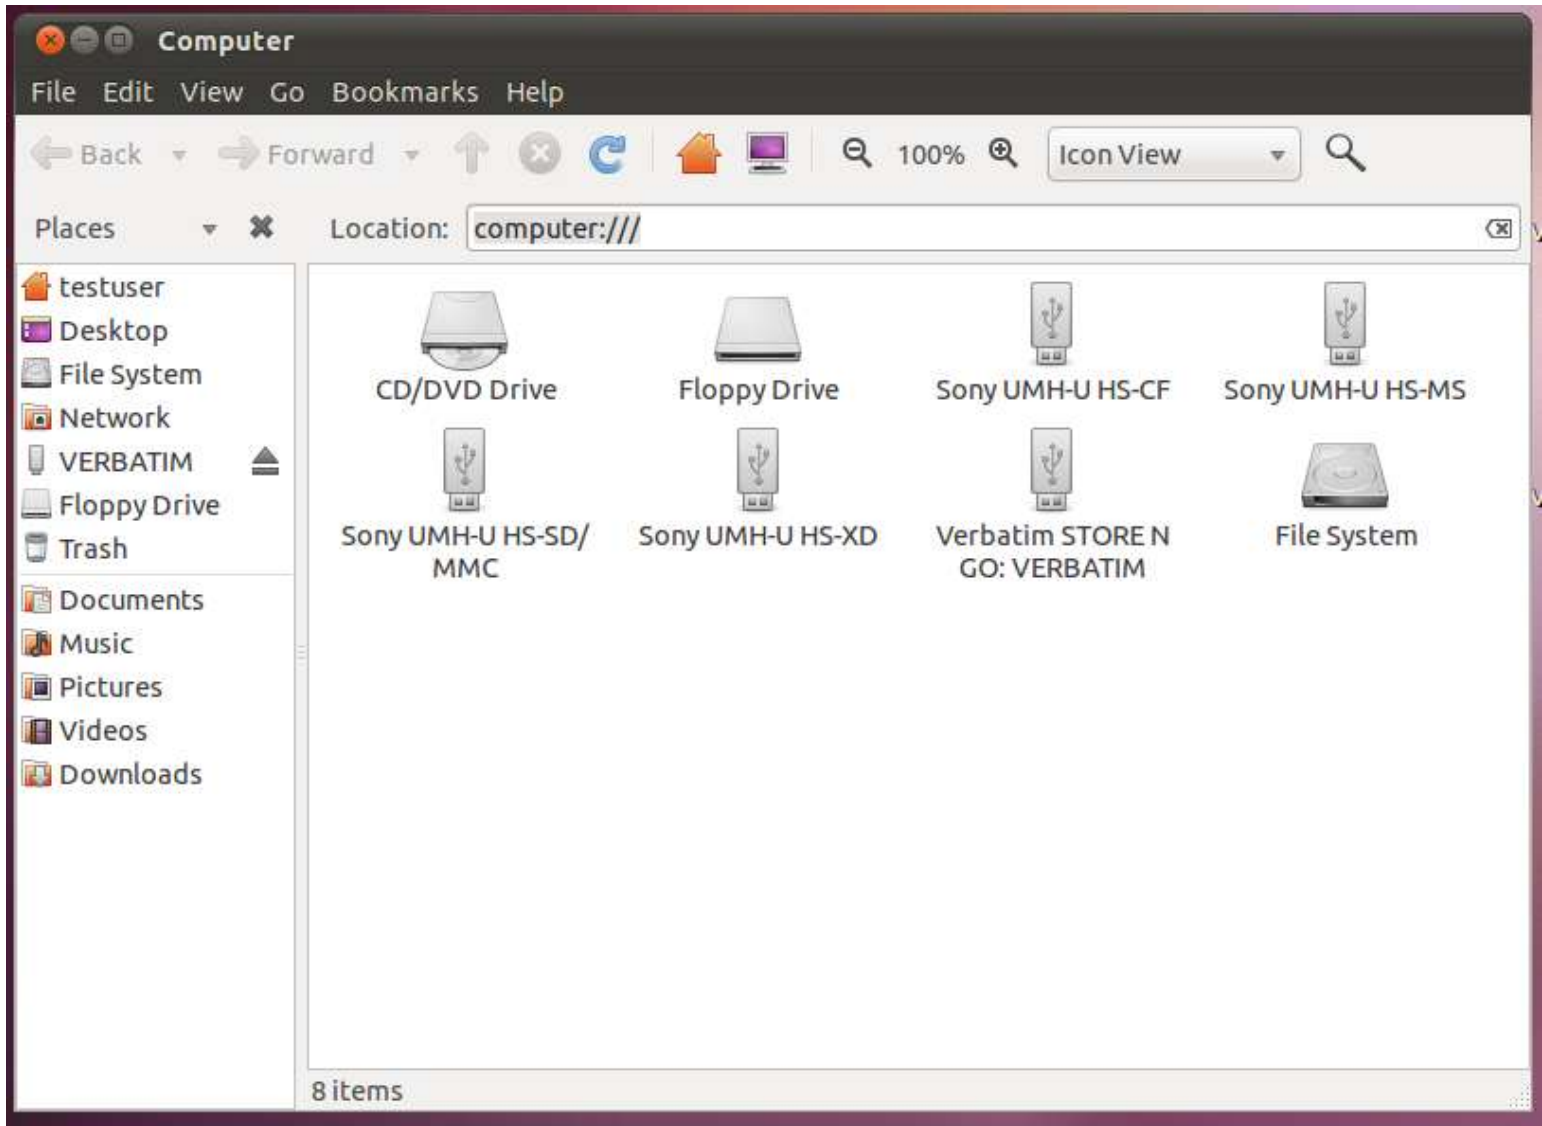 Computer
File Edit View Go Bookmarks Help
Back Forward 100% Icon View
Places Location: computer:///
testuser
Desktop
File System
Network
VERBATIM
Floppy Drive
Trash
Documents
Music
Pictures
Videos
Downloads
CD/DVD Drive
Floppy Drive
Sony UMH-U HS-CF
Sony UMH-U HS-MS
Sony UMH-U HS-SD/
MMC
Sony UMH-U HS-XD
Verbatim STORE N
GO: VERBATIM
File System
8 items